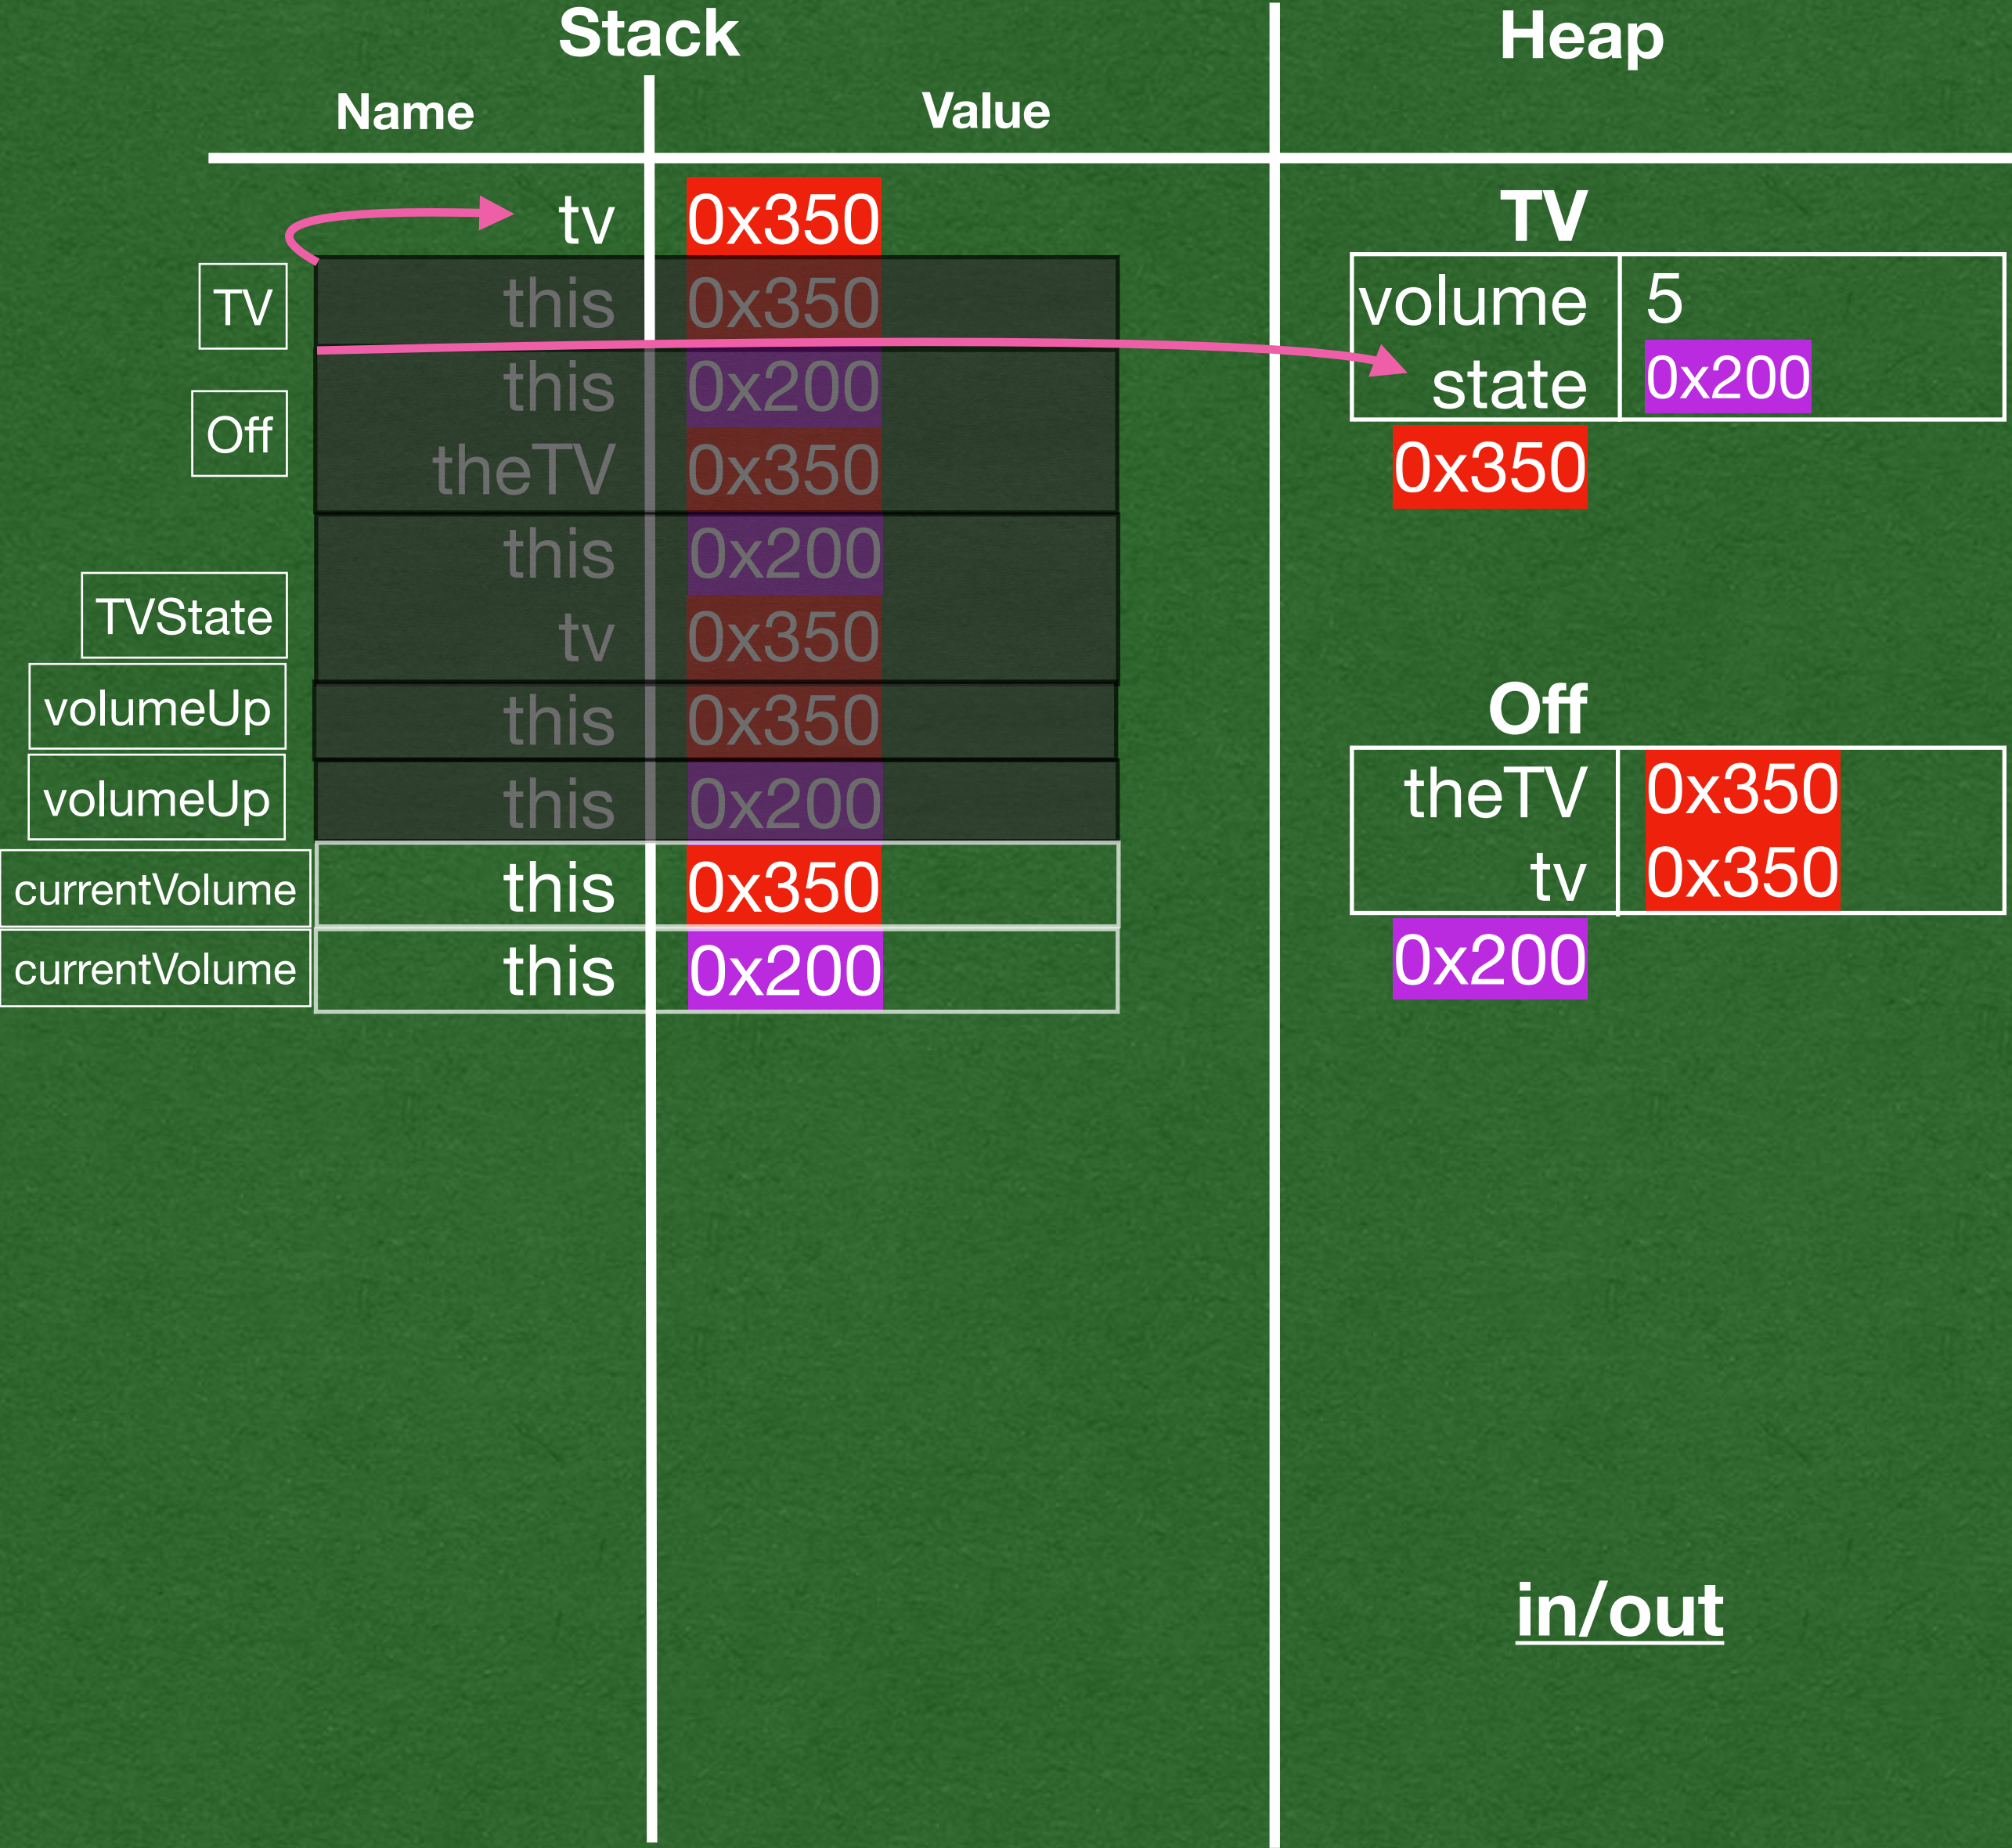 Stack
Heap
Name
Value
tv 0x350
TV
TV
this 0x350
volume 5
Off
this 0x200
state 0x200
theTV 0x350
0x350
this 0x200
TVState
tv 0x350
volumeUp
this 0x350
Off
volumeUp
this 0x200
theTV 0x350
currentVolume
this 0x350
tv 0x350
currentVolume
this 0x200
0x200
in/out